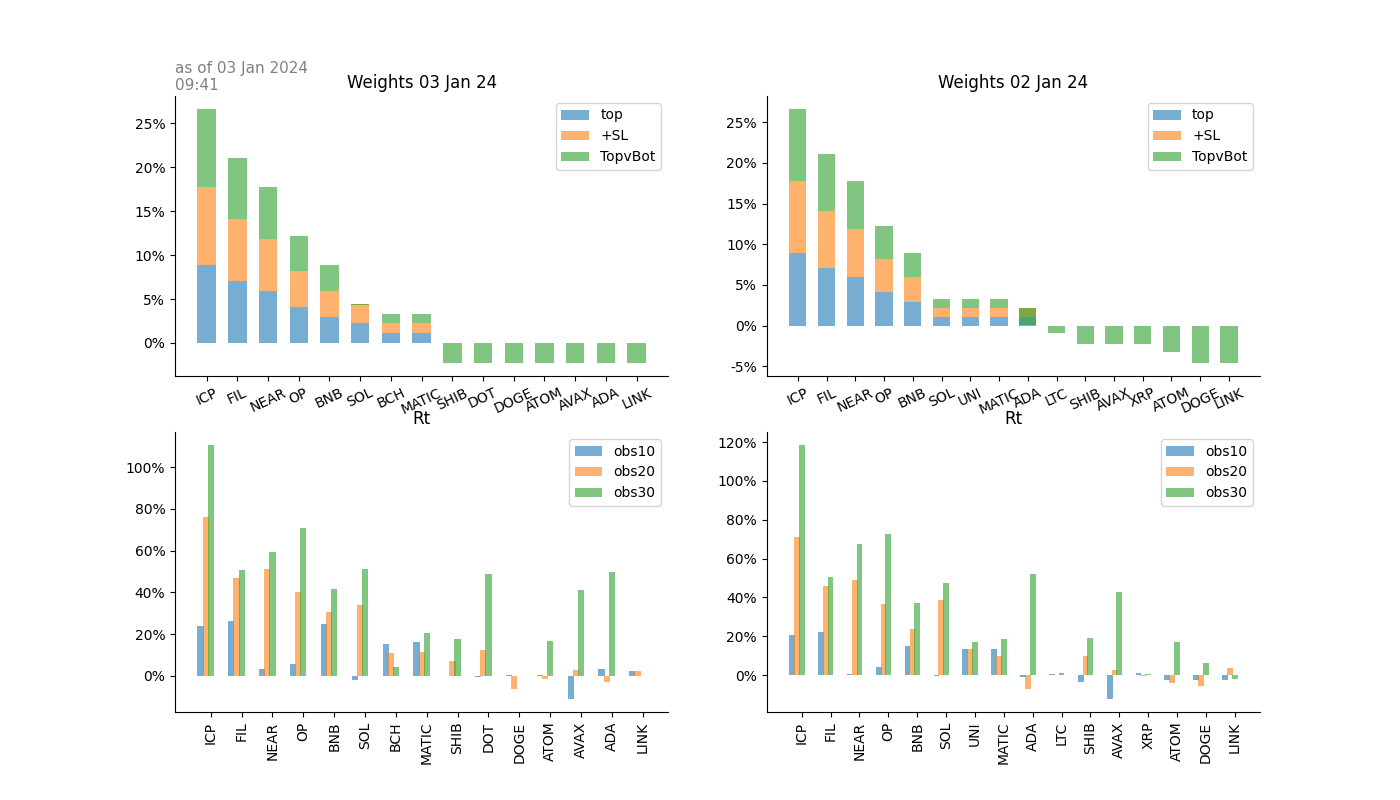 as of 03 Jan 2024
09:41
Weights 03 Jan 24
25%
20%
15%
10%
5%
0%
top
+SL
TopvBot
ICP FIL NEAR OP BNB SOL BCH MATIC SHIB DOT DOGE ATOM AVAX ADA LINK
Weights 02 Jan 24
25%
20%
15%
10%
5%
0%
-5%
top
+SL
TopvBot
ICP FIL NEAR OP BNB SOL UNI MATIC ADA LTC SHIB AVAX XRP ATOM DOGE LINK
Rt
100%
80%
60%
40%
20%
0%
obs10
obs20
obs30
ICP FIL NEAR OP BNB SOL BCH MATIC SHIB DOT DOGE ATOM AVAX ADA LINK
Rt
120%
100%
80%
60%
40%
20%
0%
obs10
obs20
obs30
ICP FIL NEAR OP BNB SOL UNI MATIC ADA LTC SHIB AVAX XRP ATOM DOGE LINK